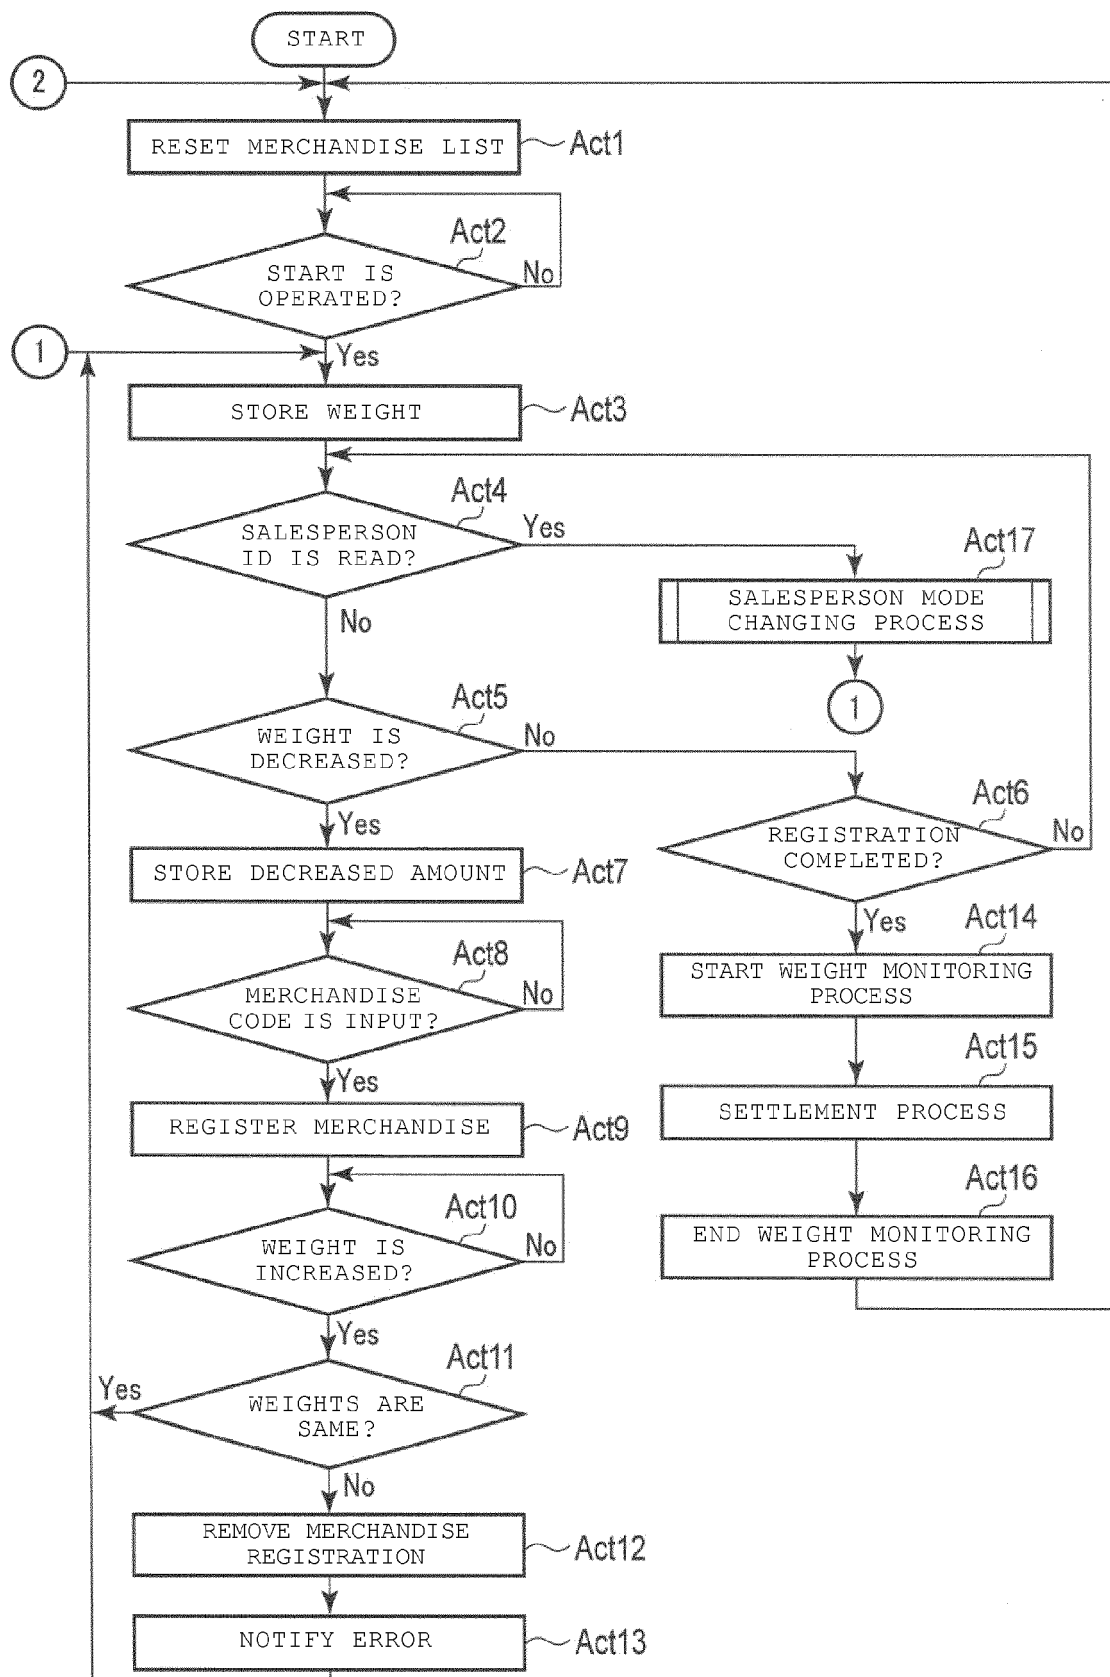 START
2
RESET MERCHANDISE LIST
Act1
Act2
START IS
OPERATED?
No
1
Yes
STORE WEIGHT
Act3
Act4
SALESPERSON
ID IS READ?
Yes
No
Act17
SALESPERSON MODE
CHANGING PROCESS
1
Act5
WEIGHT IS
DECREASED?
No
Yes
Act6
REGISTRATION
COMPLETED?
No
Yes
STORE DECREASED AMOUNT
Act7
Act8
MERCHANDISE
CODE IS INPUT?
No
Yes
Act14
START WEIGHT MONITORING
PROCESS
Act15
SETTLEMENT PROCESS
REGISTER MERCHANDISE
Act9
Act16
END WEIGHT MONITORING
PROCESS
Act10
WEIGHT IS
INCREASED?
No
Yes
Act11
WEIGHTS ARE
SAME?
Yes
No
REMOVE MERCHANDISE
REGISTRATION
Act12
NOTIFY ERROR
Act13